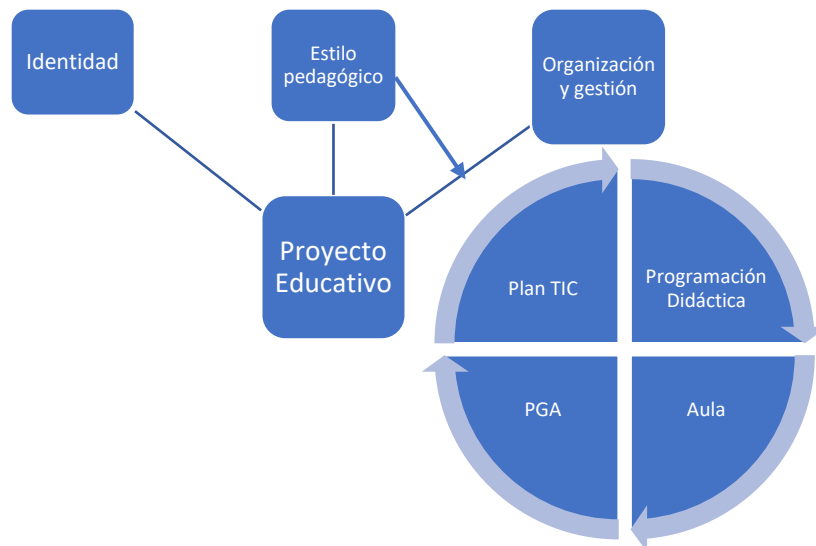 Identidad
Estilo
pedagógico
Organización
y gestión
Proyecto
Educativo
Plan TIC
Programación
Didáctica
PGA
Aula